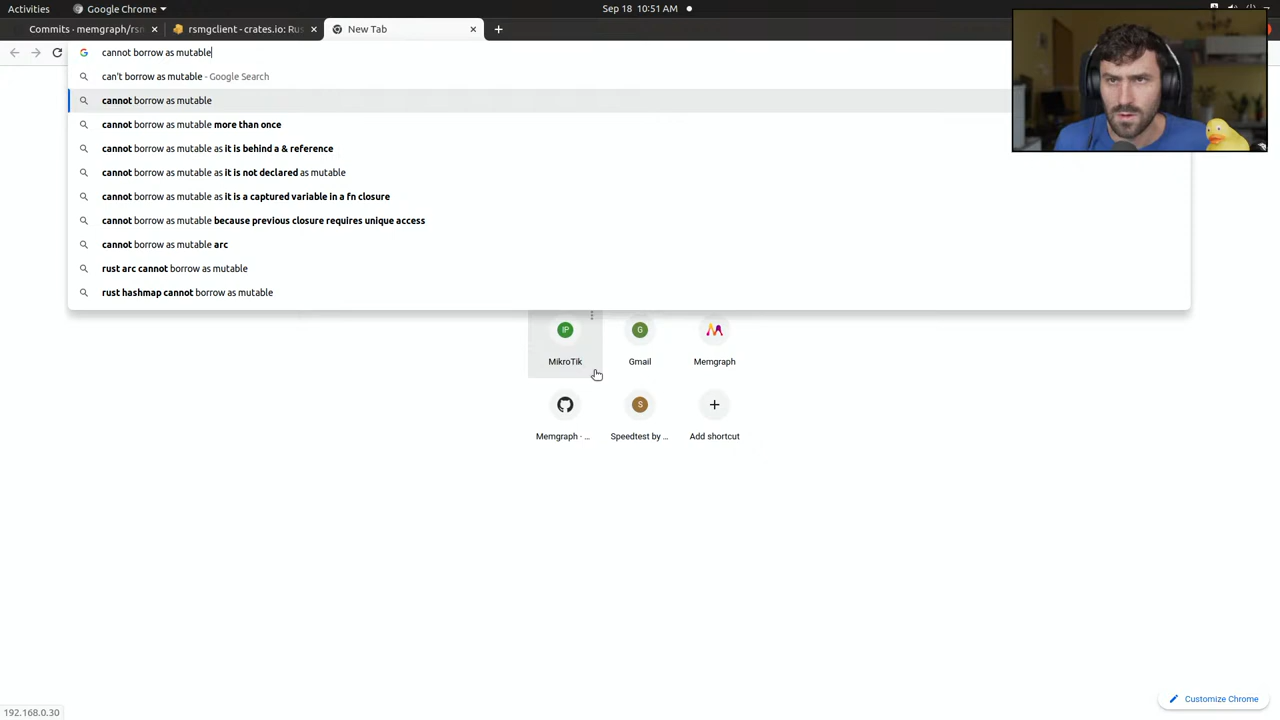 Activities
Google Chrome
Sep 18 10:51 AM
Commits · memgraph/rsm
rsmgclient - crates.io: Rus
New Tab
cannot borrow as mutable
can't borrow as mutable - Google Search
cannot borrow as mutable
cannot borrow as mutable more than once
cannot borrow as mutable as it is behind a & reference
cannot borrow as mutable as it is not declared as mutable
cannot borrow as mutable as it is a captured variable in a fn closure
cannot borrow as mutable because previous closure requires unique access
cannot borrow as mutable arc
rust arc cannot borrow as mutable
rust hashmap cannot borrow as mutable
IP
G
MikroTik
Gmail
Memgraph
S
Memgraph · ...
Speedtest by ...
Add shortcut
Customize Chrome
192.168.0.30